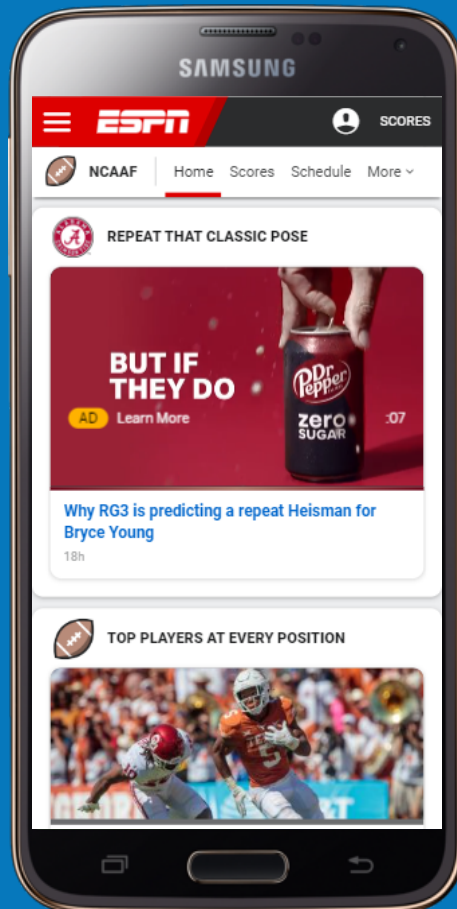 SAMSUNG
ESPN
SCORES
NCAAF
Home Scores Schedule More
REPEAT THAT CLASSIC POSE
BUT IF
THEY DO
AD Learn More
Dr
Pepper
zero
SUGAR
:07
Why RG3 is predicting a repeat Heisman for
Bryce Young
18h
TOP PLAYERS AT EVERY POSITION
5